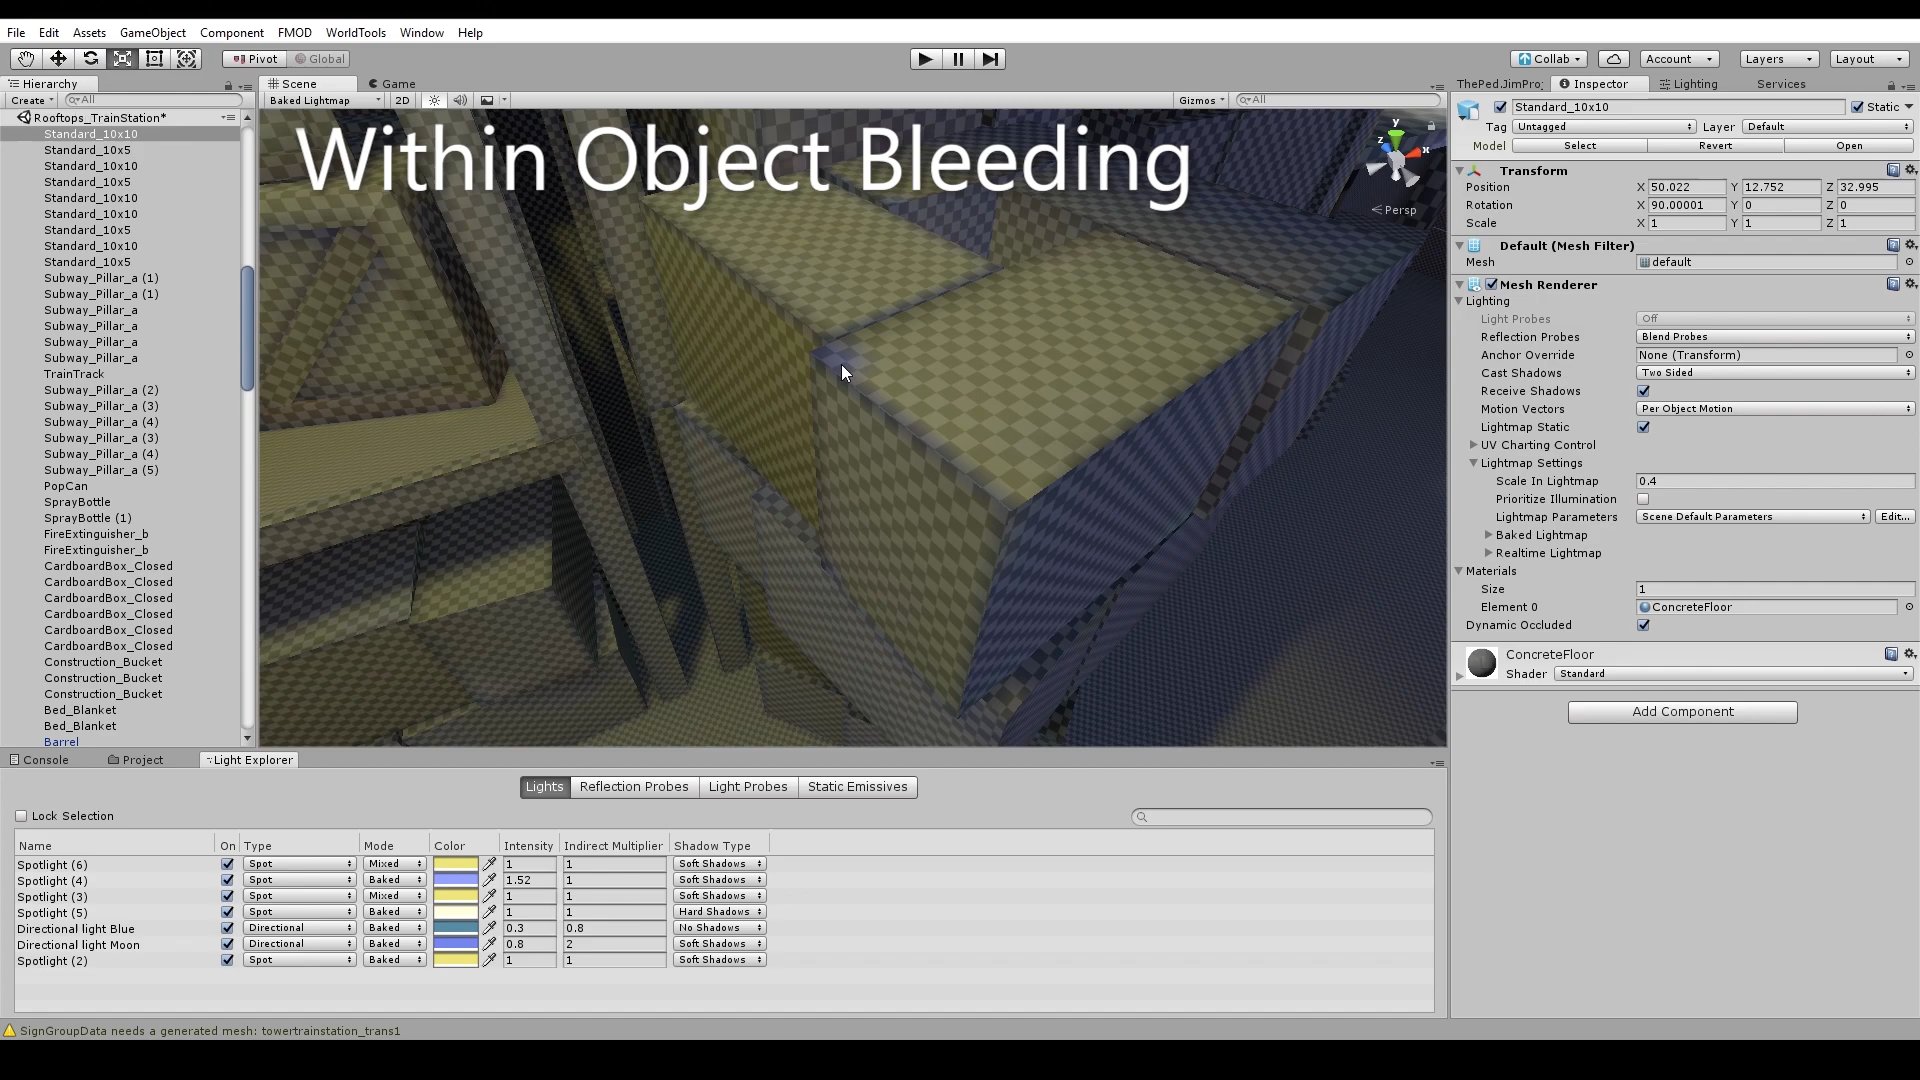 File Edit Assets GameObject Component FMOD WorldTools Window Help
Pivot Global Collab Account Layers Layout
Hierarchy Scene Game ThePed.JimPro Inspector Lighting Services
Create All Baked Lightmap 2D Gizmos All
Within Object Bleeding
y
z
x
Persp
Rooftops_TrainStation*
Standard_10x10
Standard_10x5
Standard_10x10
Standard_10x5
Standard_10x10
Standard_10x10
Standard_10x5
Standard_10x10
Standard_10x5
Subway_Pillar_a (1)
Subway_Pillar_a (1)
Subway_Pillar_a
Subway_Pillar_a
Subway_Pillar_a
Subway_Pillar_a
TrainTrack
Subway_Pillar_a (2)
Subway_Pillar_a (3)
Subway_Pillar_a (4)
Subway_Pillar_a (3)
Subway_Pillar_a (4)
Subway_Pillar_a (5)
PopCan
SprayBottle
SprayBottle (1)
FireExtinguisher_b
FireExtinguisher_b
CardboardBox_Closed
CardboardBox_Closed
CardboardBox_Closed
CardboardBox_Closed
CardboardBox_Closed
CardboardBox_Closed
Construction_Bucket
Construction_Bucket
Construction_Bucket
Bed_Blanket
Bed_Blanket
Barrel
Standard_10x10 Static
Tag Untagged Layer Default
Model Select Revert Open
Transform
Position X 50.022 Y 12.752 Z 32.995
Rotation X 90.00001 Y 0 Z 0
Scale X 1 Y 1 Z 1
Default (Mesh Filter)
Mesh default
Mesh Renderer
Lighting
Light Probes Off
Reflection Probes Blend Probes
Anchor Override None (Transform)
Cast Shadows Two Sided
Receive Shadows
Motion Vectors Per Object Motion
Lightmap Static
UV Charting Control
Lightmap Settings
Scale In Lightmap 0.4
Prioritize Illumination
Lightmap Parameters Scene Default Parameters Edit...
Baked Lightmap
Realtime Lightmap
Materials
Size 1
Element 0 ConcreteFloor
Dynamic Occluded
ConcreteFloor
Shader Standard
Add Component
Console Project Light Explorer
Lights Reflection Probes Light Probes Static Emissives
Lock Selection
Name On Type Mode Color Intensity Indirect Multiplier Shadow Type
Spotlight (6) Spot Mixed 1 1 Soft Shadows
Spotlight (4) Spot Baked 1.52 1 Soft Shadows
Spotlight (3) Spot Mixed 1 1 Soft Shadows
Spotlight (5) Spot Baked 1 1 Hard Shadows
Directional light Blue Directional Baked 0.3 0.8 No Shadows
Directional light Moon Directional Baked 0.8 2 Soft Shadows
Spotlight (2) Spot Baked 1 1 Soft Shadows
SignGroupData needs a generated mesh: towertrainstation_trans1